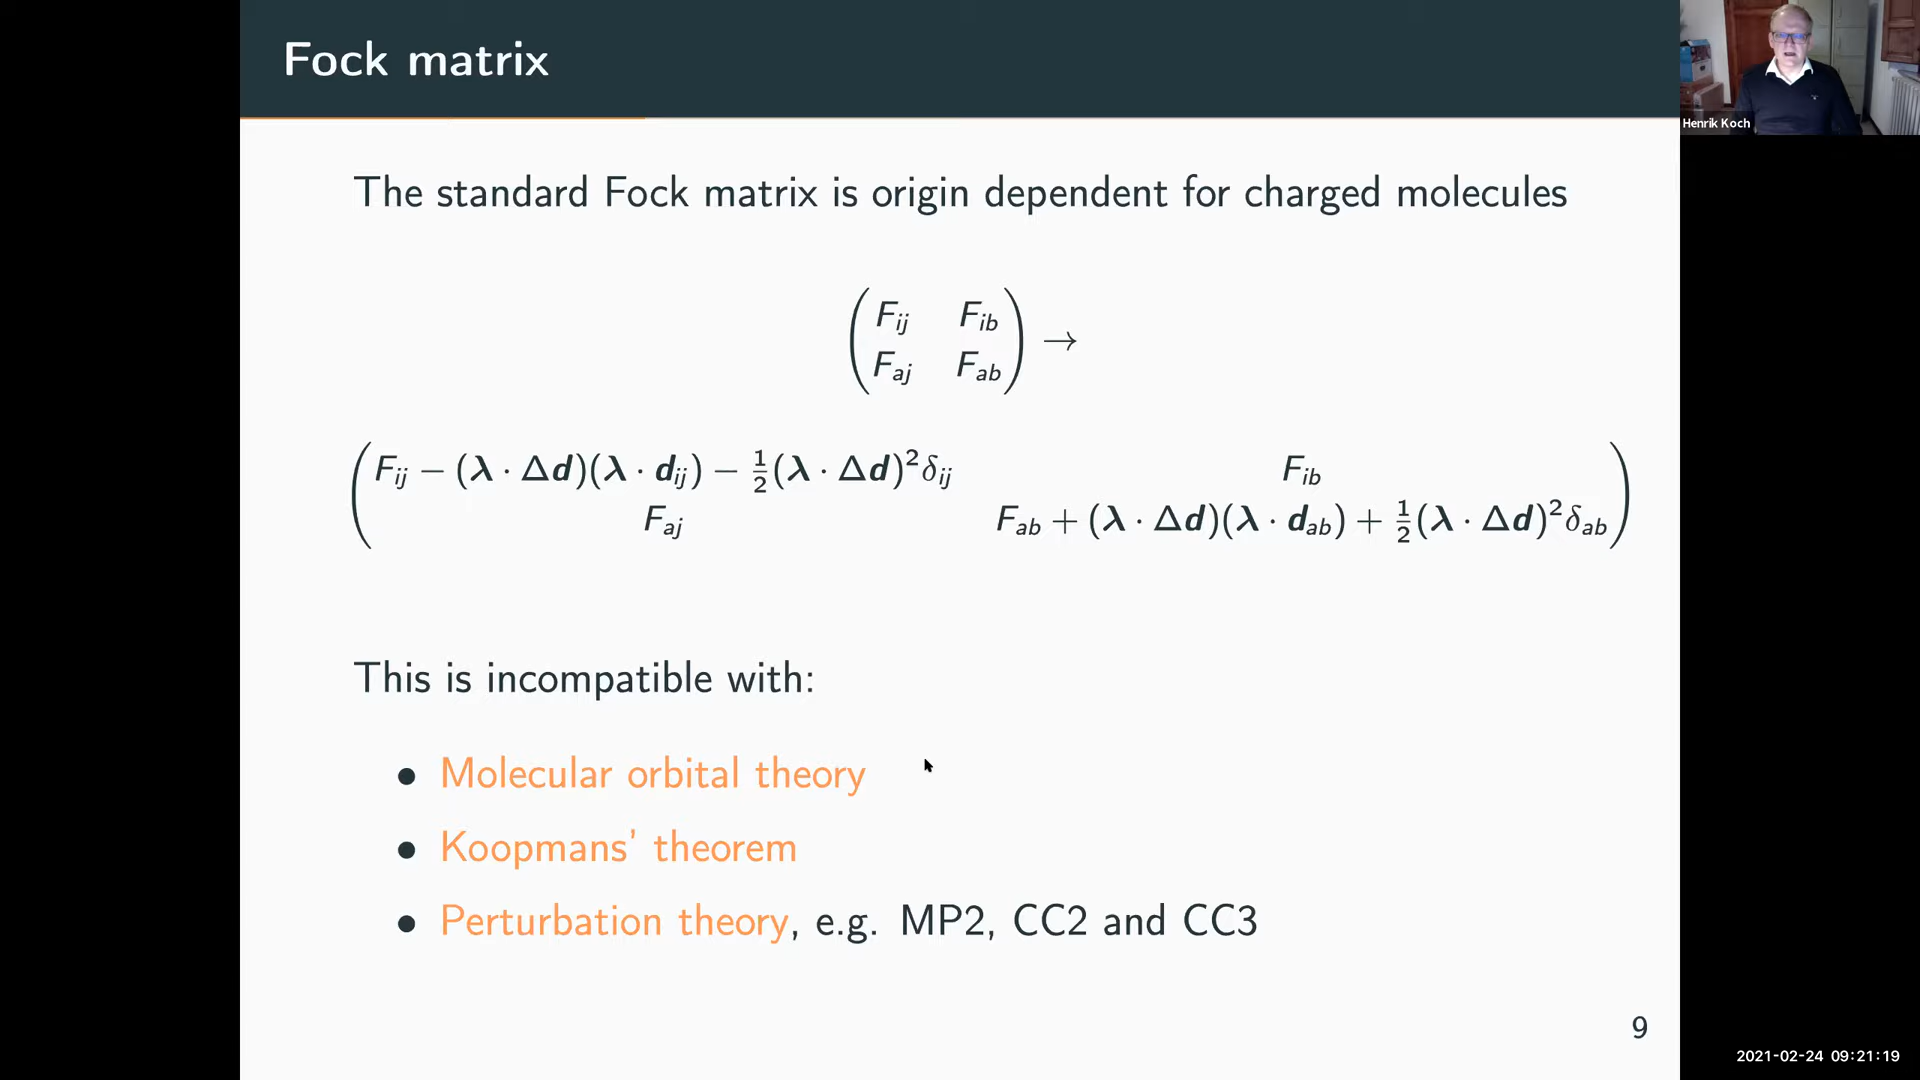 Fock matrix
Henrik Koch
The standard Fock matrix is origin dependent for charged molecules
( F_ij F_ib
F_aj F_ab ) →
( F_ij − (λ · Δd)(λ · d_ij) − ½(λ · Δd)²δ_ij F_ib
F_aj F_ab + (λ · Δd)(λ · d_ab) + ½(λ · Δd)²δ_ab )
This is incompatible with:
• Molecular orbital theory
• Koopmans’ theorem
• Perturbation theory, e.g. MP2, CC2 and CC3
9
2021-02-24 09:21:19